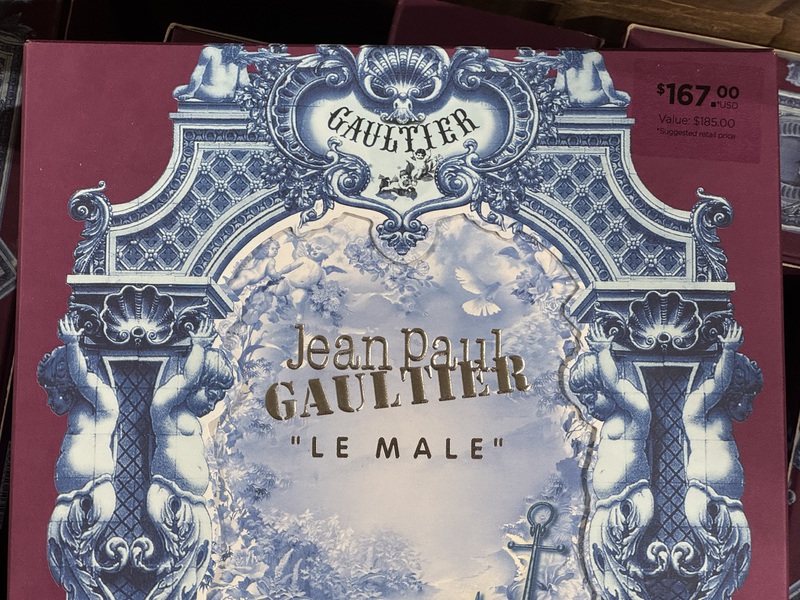 $167.00
*USD
Value: $185.00
*Suggested retail price
GAULTIER
Jean Paul
GAULTIER
"LE MALE"